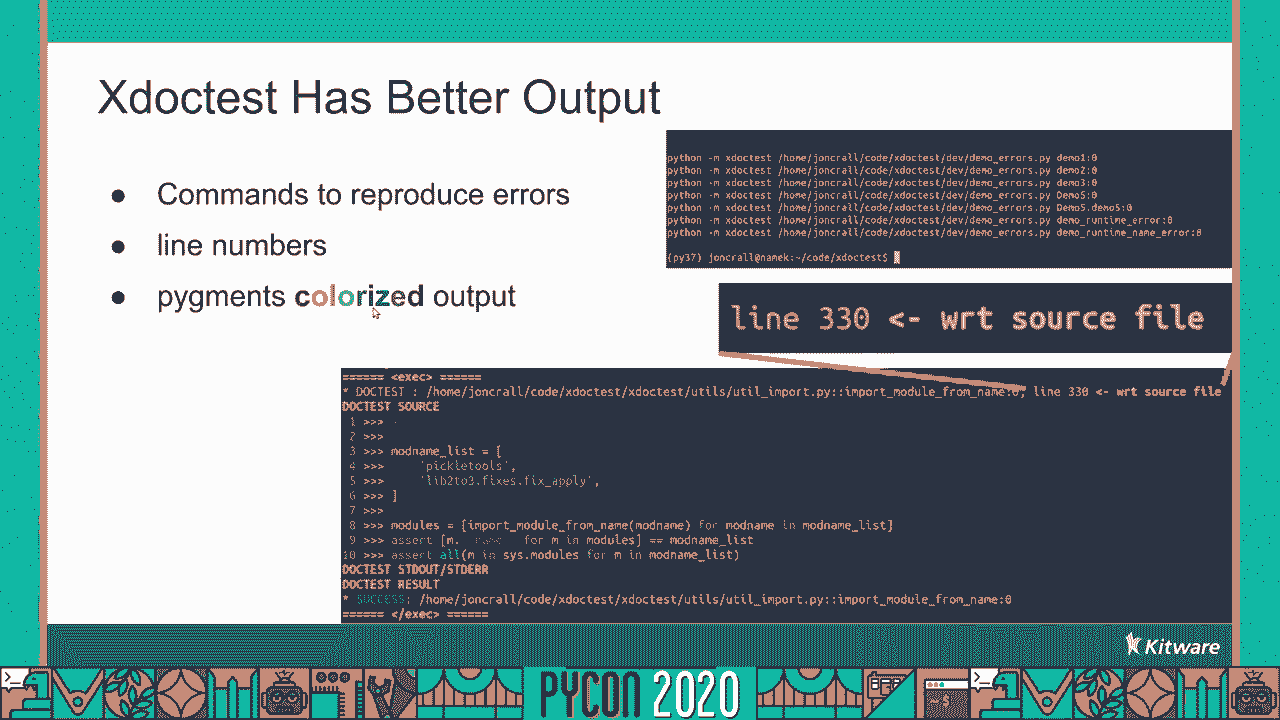 Xdoctest Has Better Output
● Commands to reproduce errors
● line numbers
● pygments colorized output
python -m xdoctest /home/joncrall/code/xdoctest/dev/demo_errors.py demo1:0
python -m xdoctest /home/joncrall/code/xdoctest/dev/demo_errors.py demo2:0
python -m xdoctest /home/joncrall/code/xdoctest/dev/demo_errors.py demo3:0
python -m xdoctest /home/joncrall/code/xdoctest/dev/demo_errors.py Demo5:0
python -m xdoctest /home/joncrall/code/xdoctest/dev/demo_errors.py Demo5.demo5:0
python -m xdoctest /home/joncrall/code/xdoctest/dev/demo_errors.py demo_runtime_error:0
python -m xdoctest /home/joncrall/code/xdoctest/dev/demo_errors.py demo_runtime_name_error:0
(py37) joncrall@namek:~/code/xdoctest$
line 330 <- wrt source file
====== <exec> ======
* DOCTEST : /home/joncrall/code/xdoctest/xdoctest/utils/util_import.py::import_module_from_name:0, line 330 <- wrt source file
DOCTEST SOURCE
1 >>>
2 >>>
3 >>> modname_list = [
4 >>>     'pickletools',
5 >>>     'lib2to3.fixes.fix_apply',
6 >>> ]
7 >>>
8 >>> modules = [import_module_from_name(modname) for modname in modname_list]
9 >>> assert [m. name for m in modules] == modname_list
10 >>> assert all(m in sys.modules for m in modname_list)
DOCTEST STDOUT/STDERR
DOCTEST RESULT
* SUCCESS: /home/joncrall/code/xdoctest/xdoctest/utils/util_import.py::import_module_from_name:0
====== </exec> ======
Kitware
PYCON 2020